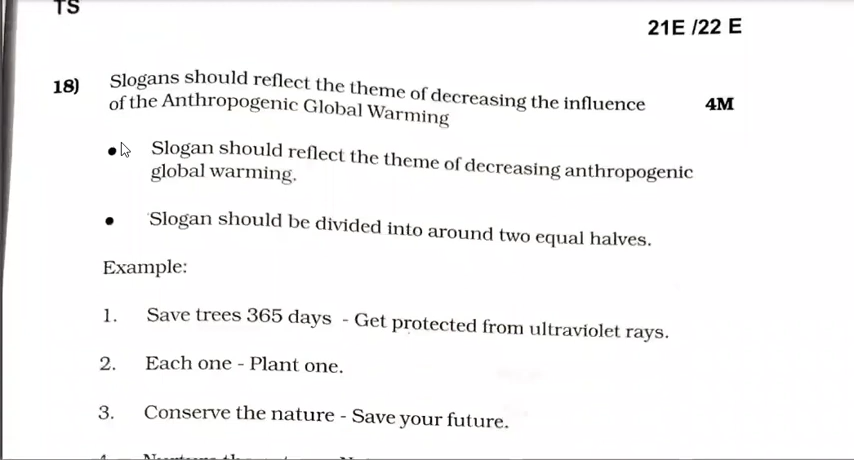 TS
21E /22 E
18) Slogans should reflect the theme of decreasing the influence 4M
of the Anthropogenic Global Warming
• Slogan should reflect the theme of decreasing anthropogenic
global warming.
• Slogan should be divided into around two equal halves.
Example:
1. Save trees 365 days - Get protected from ultraviolet rays.
2. Each one - Plant one.
3. Conserve the nature - Save your future.